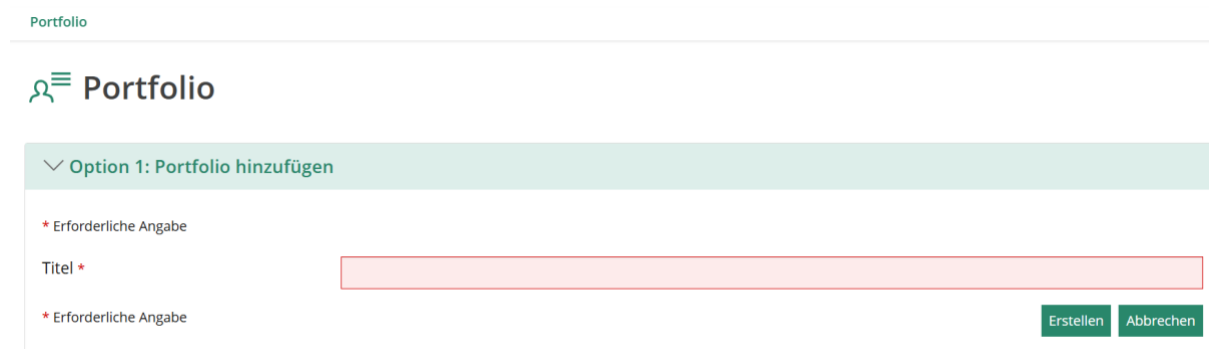 Portfolio
Portfolio
Option 1: Portfolio hinzufügen
* Erforderliche Angabe
Titel *
* Erforderliche Angabe
Erstellen Abbrechen